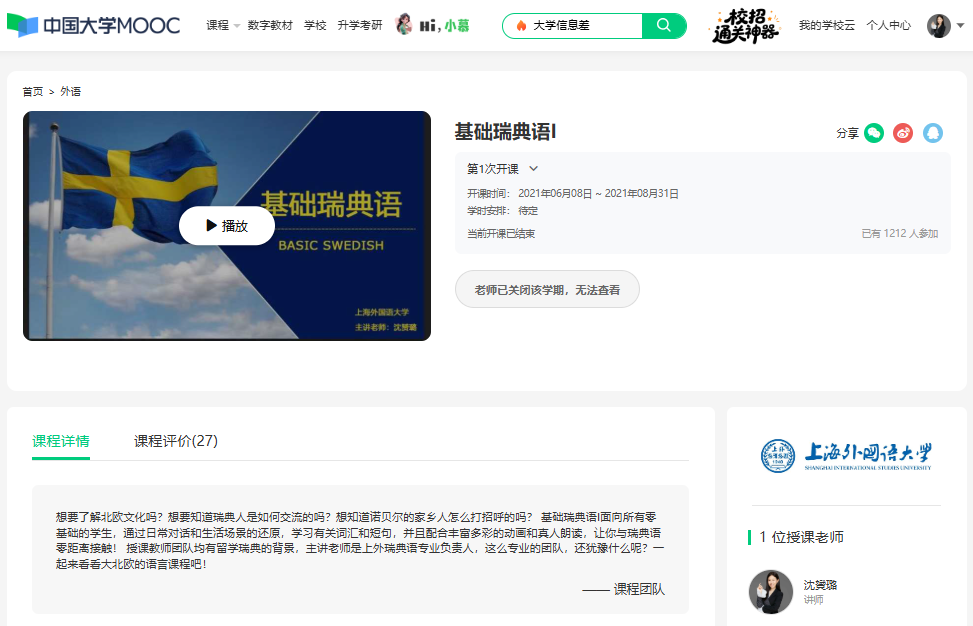 中国大学MOOC
课程 数字教材 学校 升学考研 Hi,小慕
大学信息差
校招
通关神器
我的学校云 个人中心
首页 > 外语
基础瑞典语
BASIC SWEDISH
上海外国语大学
主讲老师：沈贇璐
播放
基础瑞典语I
分享
第1次开课
开课时间： 2021年06月08日 ~ 2021年08月31日
学时安排： 待定
当前开课已结束
已有 1212 人参加
老师已关闭该学期，无法查看
课程详情 课程评价(27)
想要了解北欧文化吗？想要知道瑞典人是如何交流的吗？想知道诺贝尔的家乡人怎么打招呼的吗？ 基础瑞典语I面向所有零
基础的学生，通过日常对话和生活场景的还原，学习有关词汇和短句，并且配合丰富多彩的动画和真人朗读，让你与瑞典语
零距离接触！ 授课教师团队均有留学瑞典的背景，主讲老师是上外瑞典语专业负责人，这么专业的团队，还犹豫什么呢？一
起来看看大北欧的语言课程吧！
—— 课程团队
上海外国语大学
SHANGHAI INTERNATIONAL STUDIES UNIVERSITY
1 位授课老师
沈贇璐
讲师